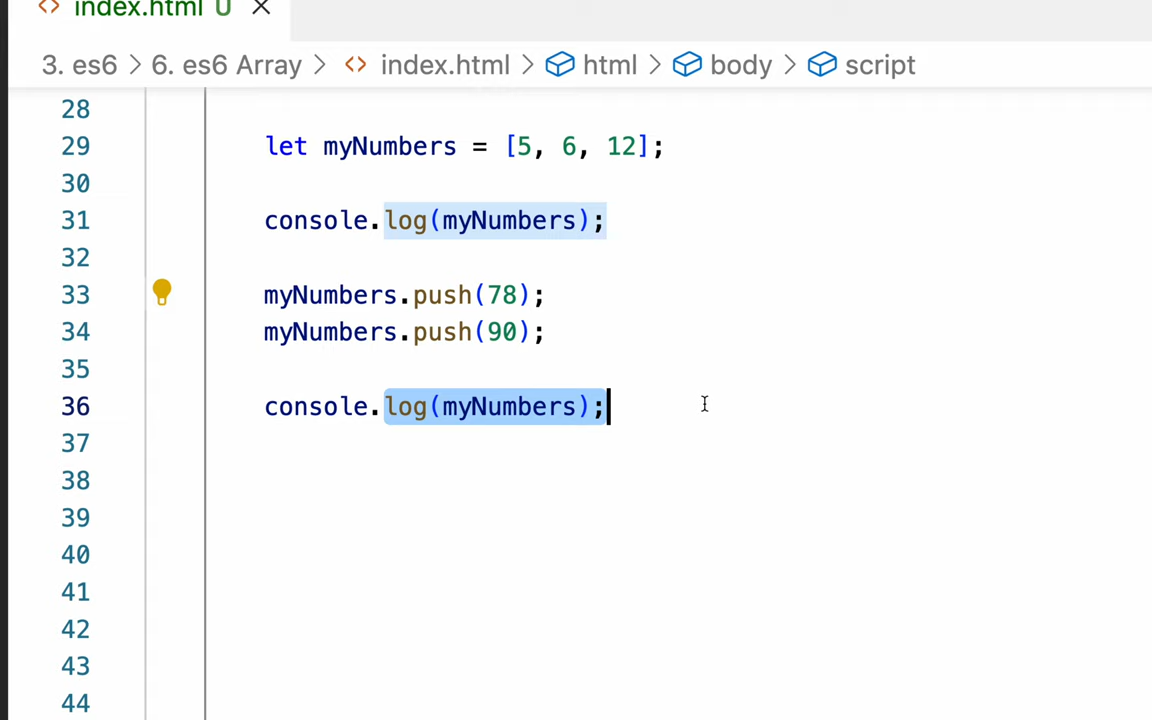 index.html U
3. es6 > 6. es6 Array > index.html > html > body > script
28
29 let myNumbers = [5, 6, 12];
30
31 console.log(myNumbers);
32
33 myNumbers.push(78);
34 myNumbers.push(90);
35
36 console.log(myNumbers);
37
38
39
40
41
42
43
44